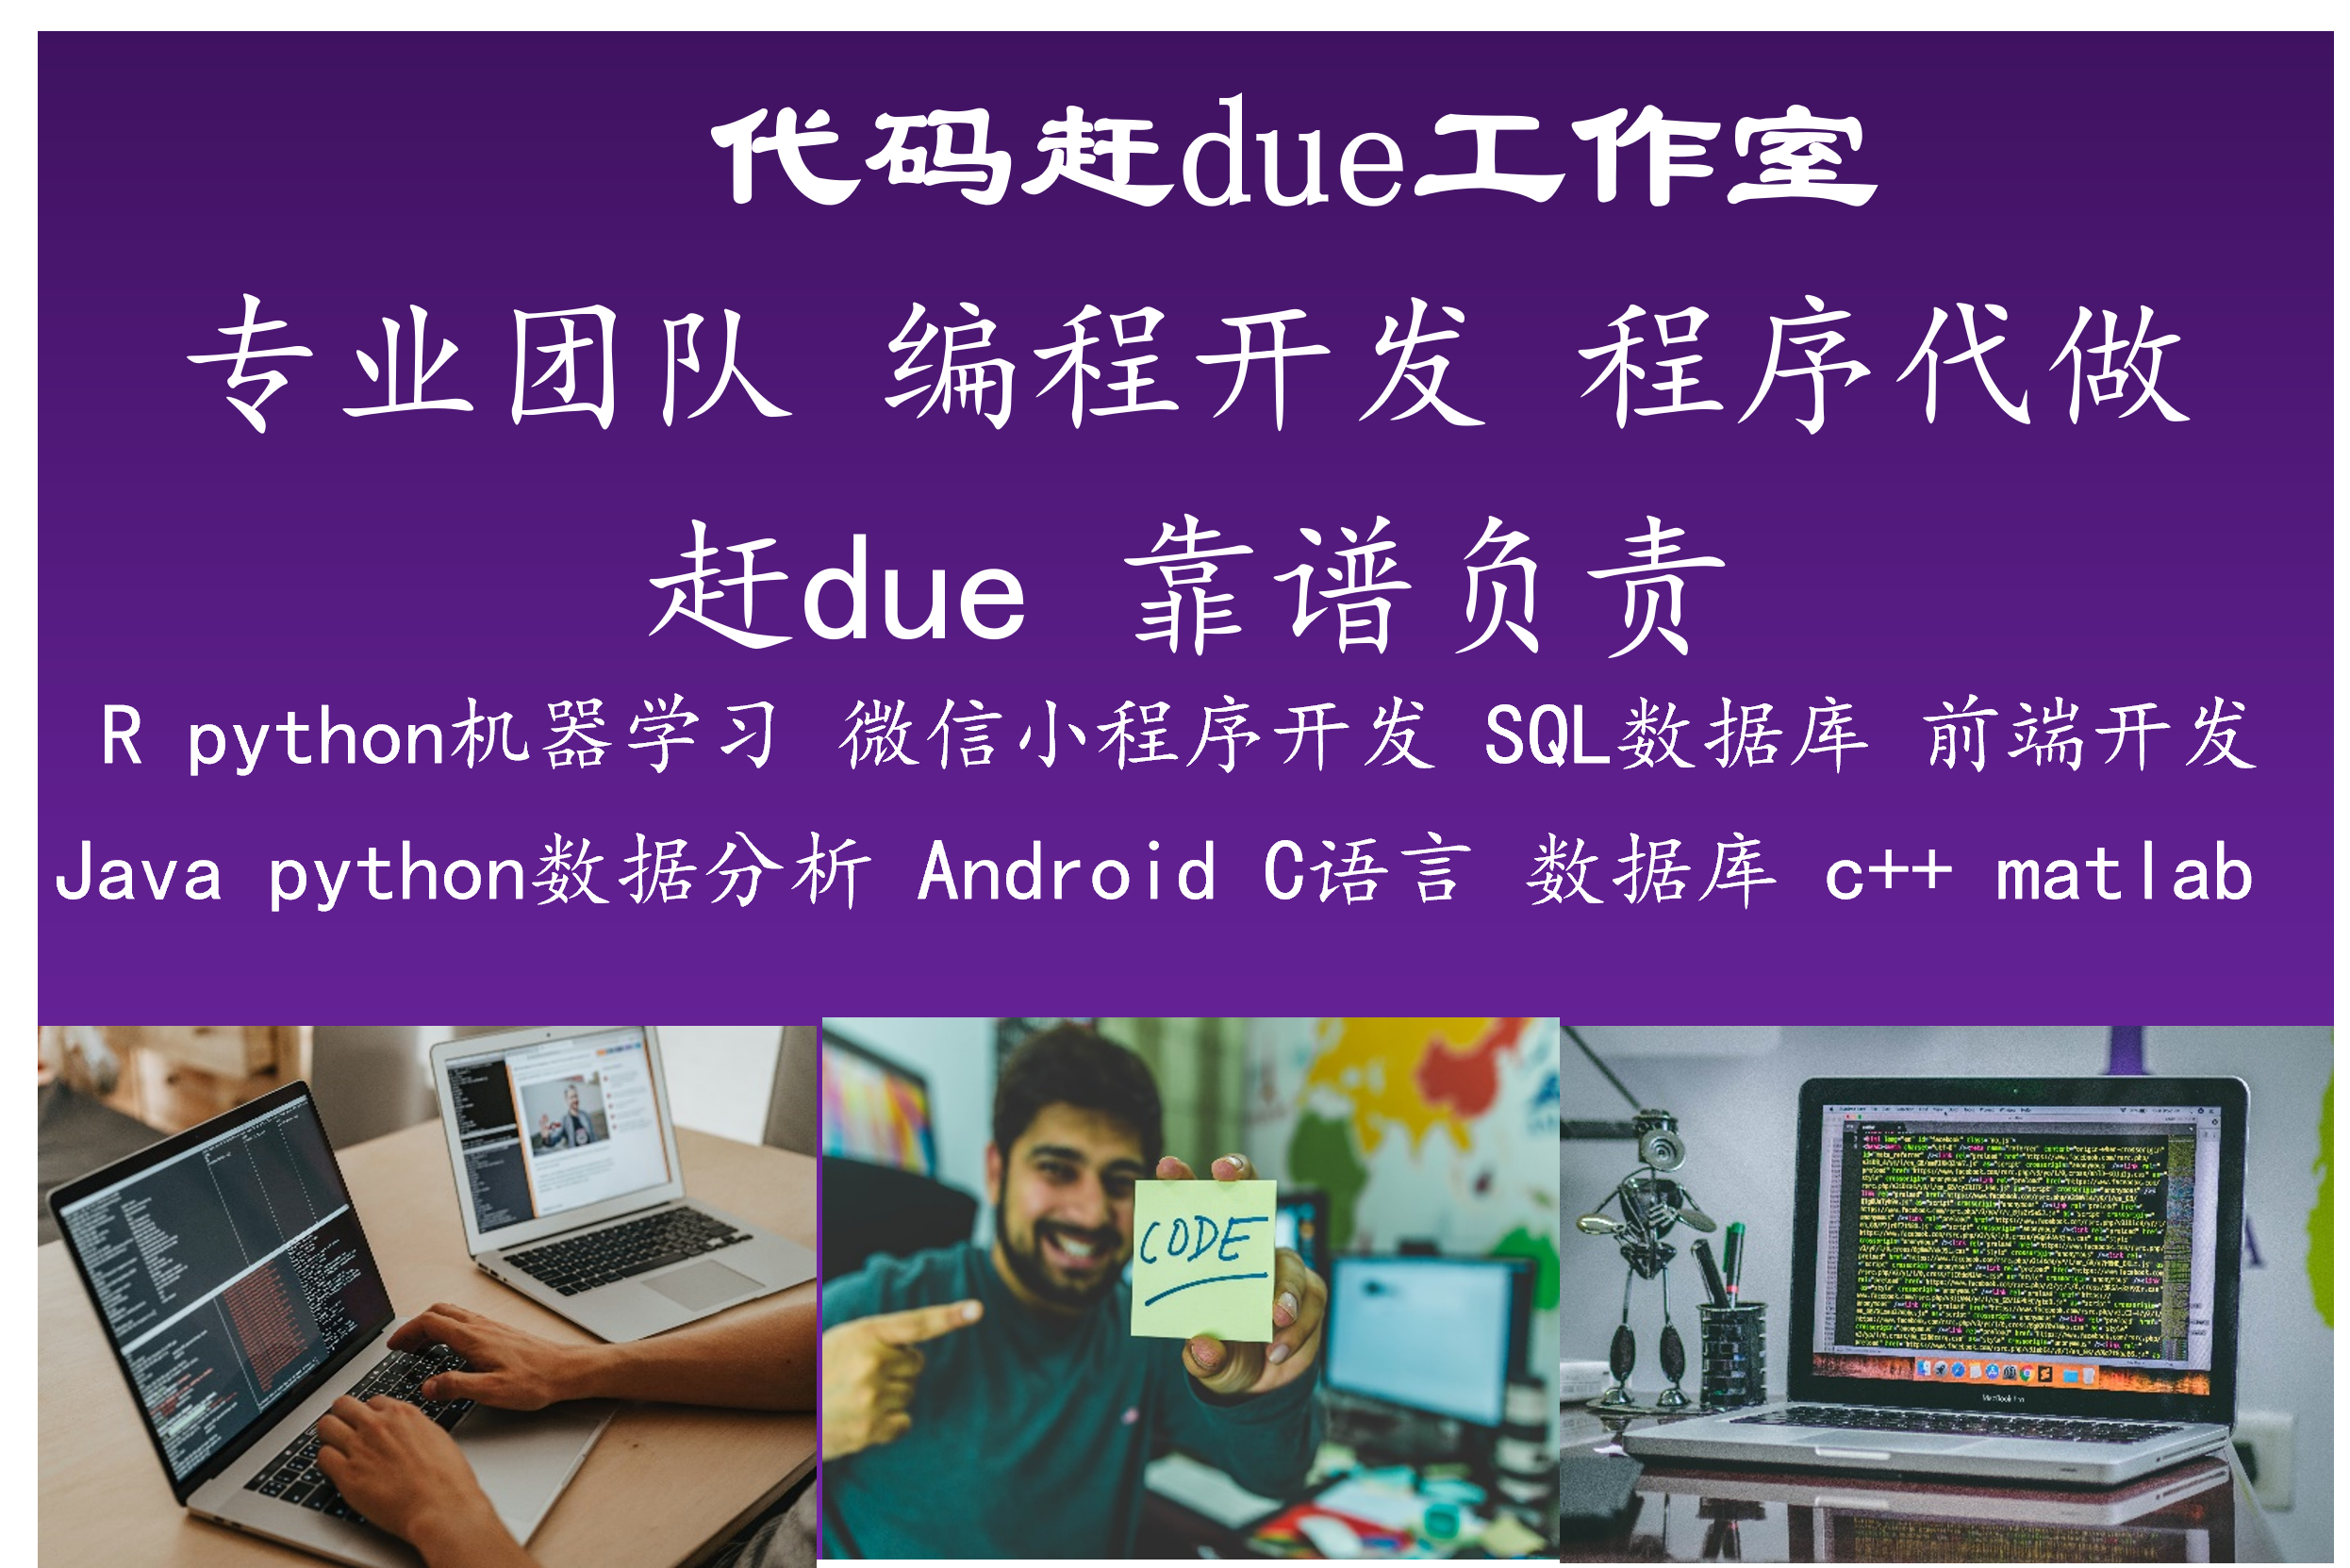 代码赶due工作室
专业团队 编程开发 程序代做
赶due 靠谱负责
R python机器学习 微信小程序开发 SQL数据库 前端开发
Java python数据分析 Android C语言 数据库 c++ matlab
CODE
MacBook Pro